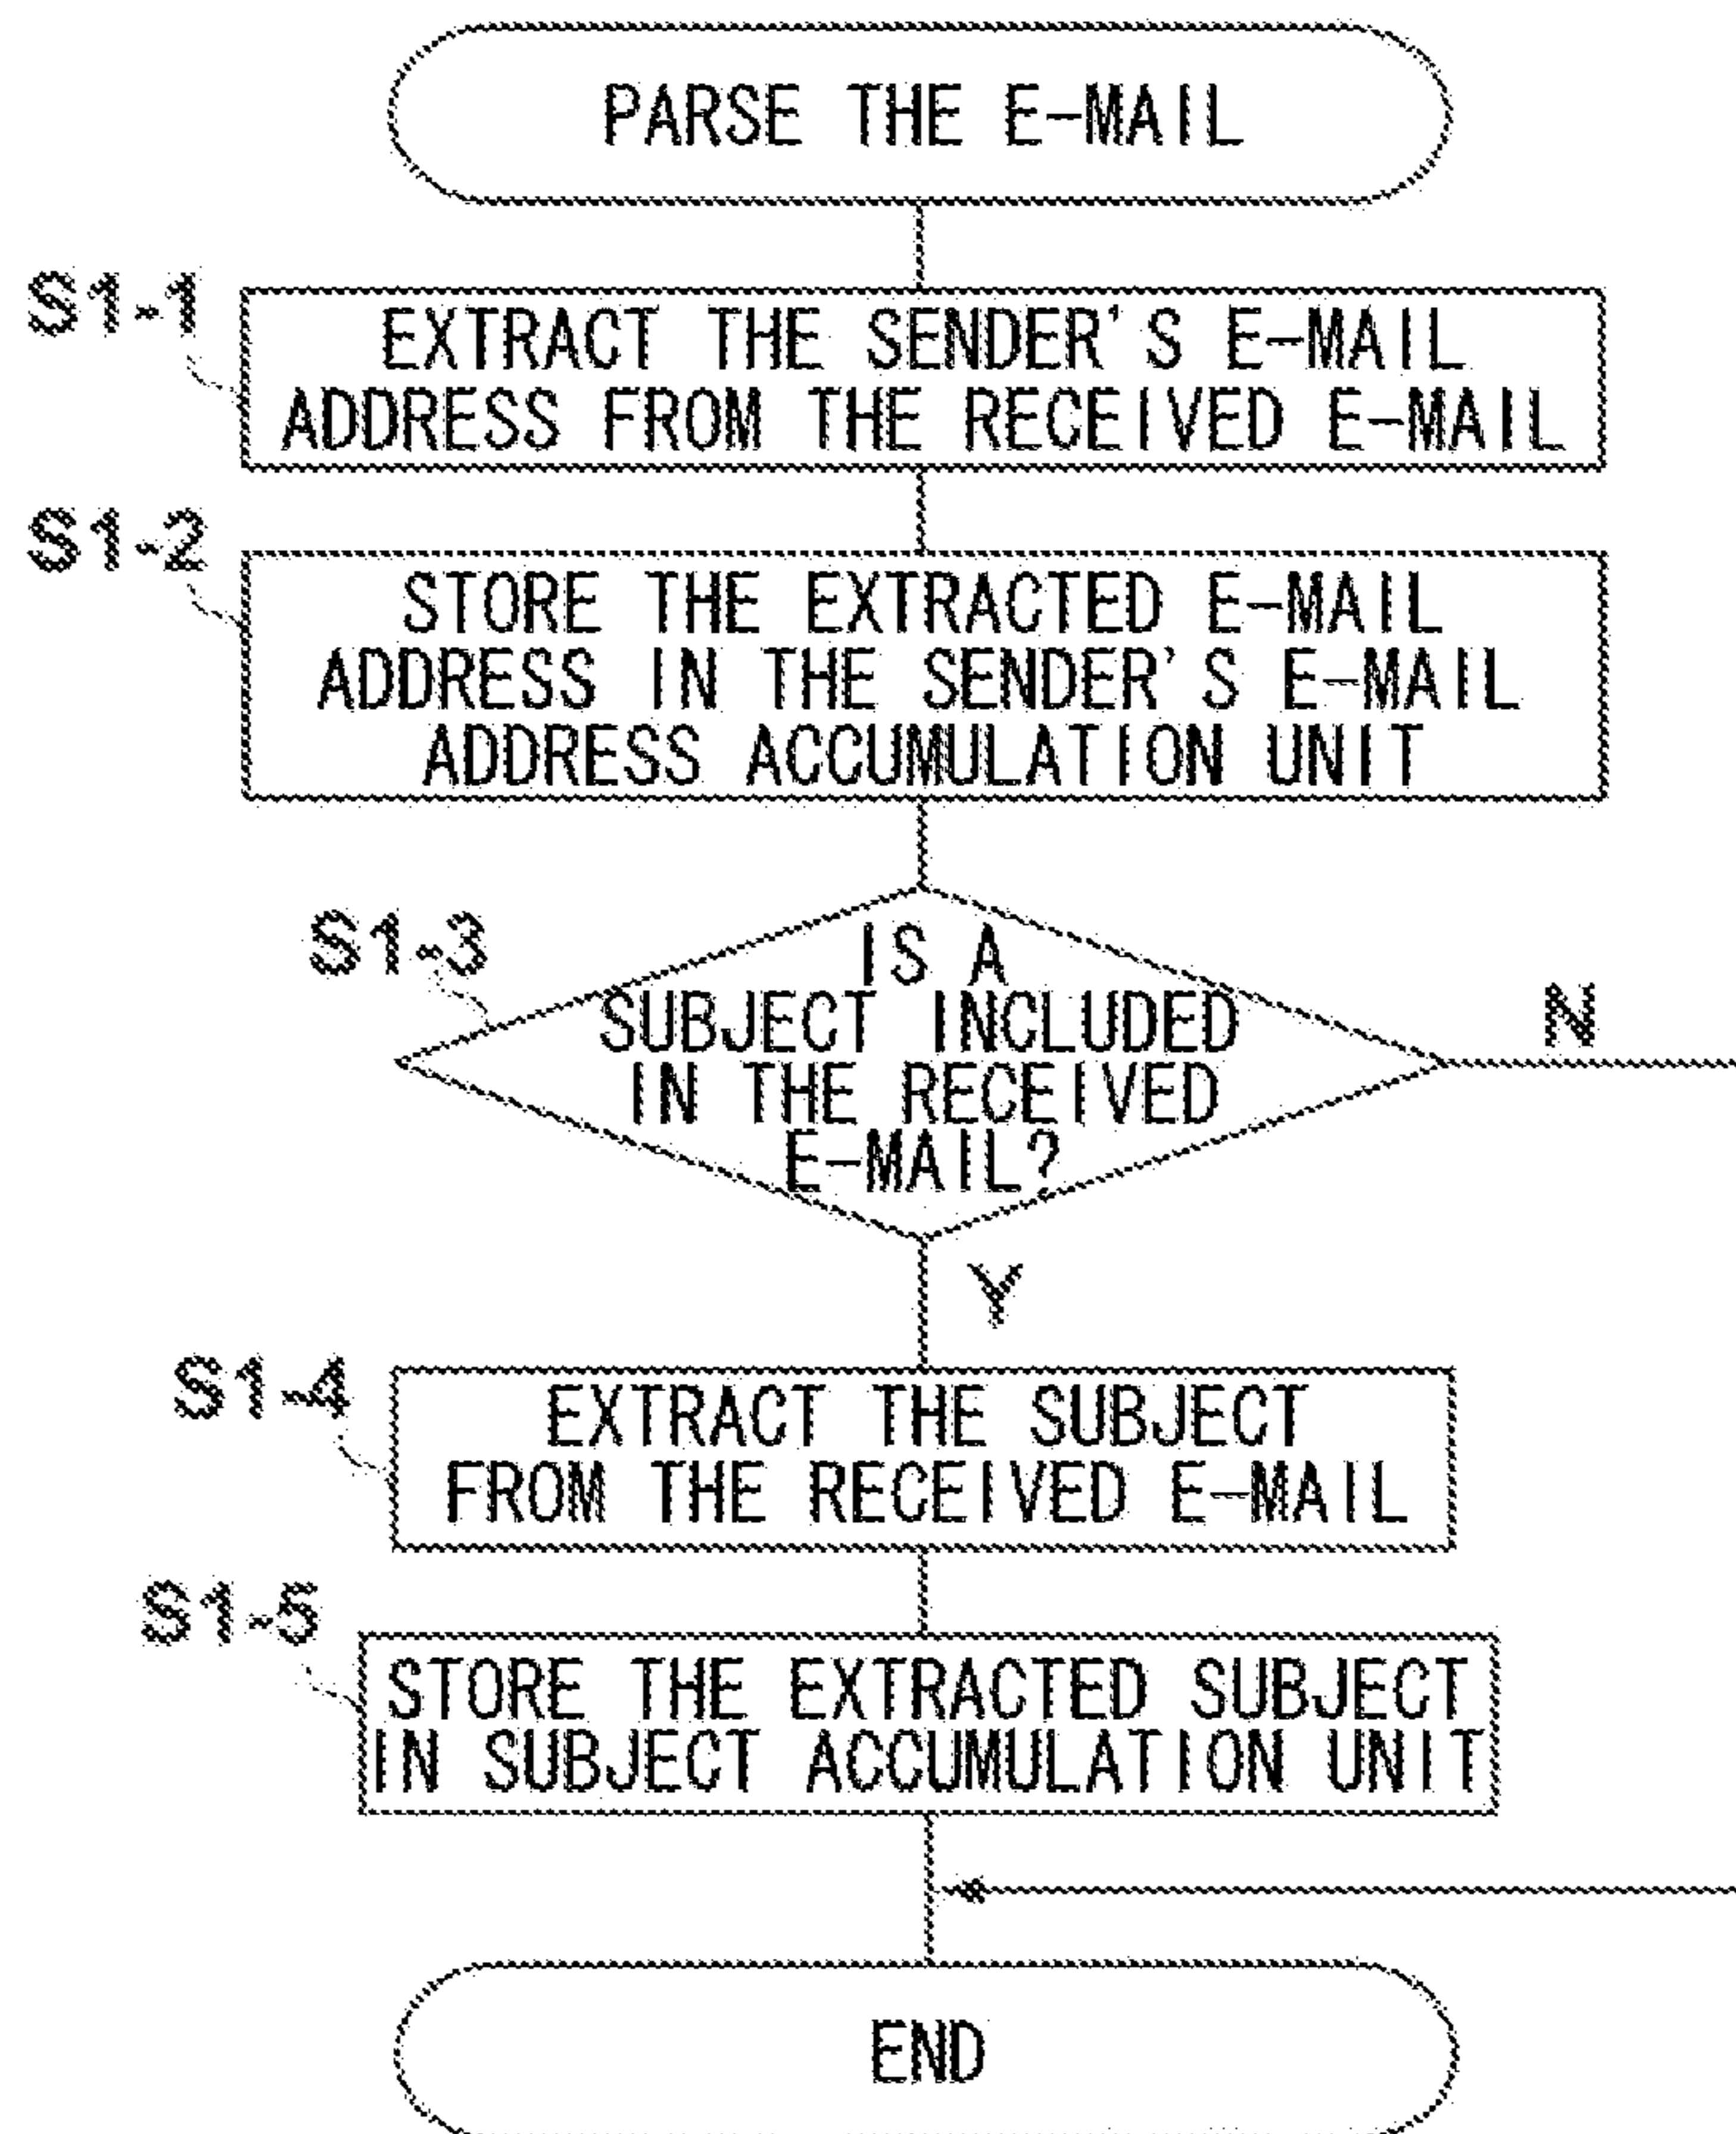 PARSE THE E-MAIL
S1-1
EXTRACT THE SENDER'S E-MAIL
ADDRESS FROM THE RECEIVED E-MAIL
S1-2
STORE THE EXTRACTED E-MAIL
ADDRESS IN THE SENDER'S E-MAIL
ADDRESS ACCUMULATION UNIT
S1-3
IS A
SUBJECT INCLUDED
IN THE RECEIVED
E-MAIL?
N
Y
S1-4
EXTRACT THE SUBJECT
FROM THE RECEIVED E-MAIL
S1-5
STORE THE EXTRACTED SUBJECT
IN SUBJECT ACCUMULATION UNIT
END